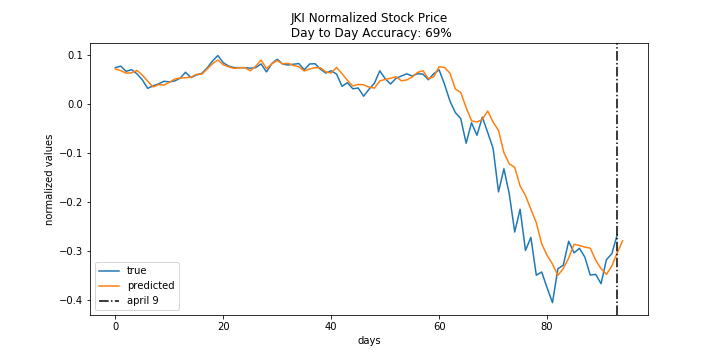 JKI Normalized Stock Price
Day to Day Accuracy: 69%
0.1
0.0
−0.1
−0.2
−0.3
−0.4
normalized values
true
predicted
april 9
0 20 40 60 80
days